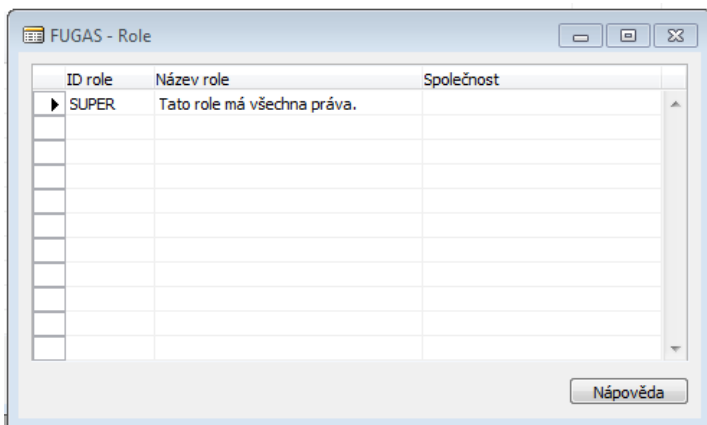 FUGAS - Role
ID role Název role Společnost
SUPER Tato role má všechna práva.
Nápověda